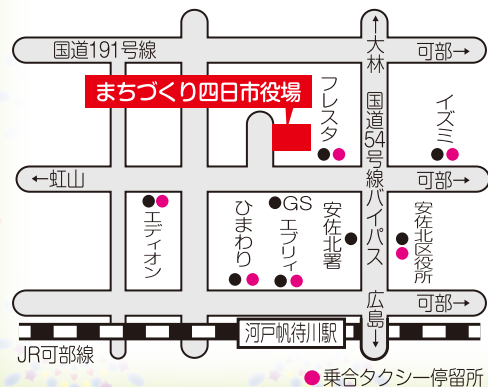 国道191号線
↑大林
可部→
まちづくり四日市役場
フレスタ
国道54号線バイパス
イズミ
←虹山
可部→
エディオン
ひまわり
GS
エブリィ
安佐北署
安佐北区役所
広島↓
可部→
河戸帆待川駅
JR可部線
乗合タクシー停留所